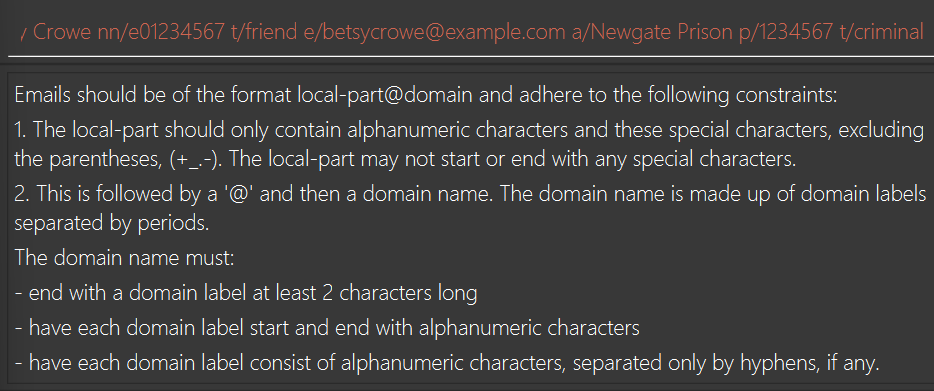 y Crowe nn/e01234567 t/friend e/betsycrowe@example.com a/Newgate Prison p/1234567 t/criminal
Emails should be of the format local-part@domain and adhere to the following constraints:
1. The local-part should only contain alphanumeric characters and these special characters, excluding
the parentheses, (+_.-). The local-part may not start or end with any special characters.
2. This is followed by a '@' and then a domain name. The domain name is made up of domain labels
separated by periods.
The domain name must:
- end with a domain label at least 2 characters long
- have each domain label start and end with alphanumeric characters
- have each domain label consist of alphanumeric characters, separated only by hyphens, if any.